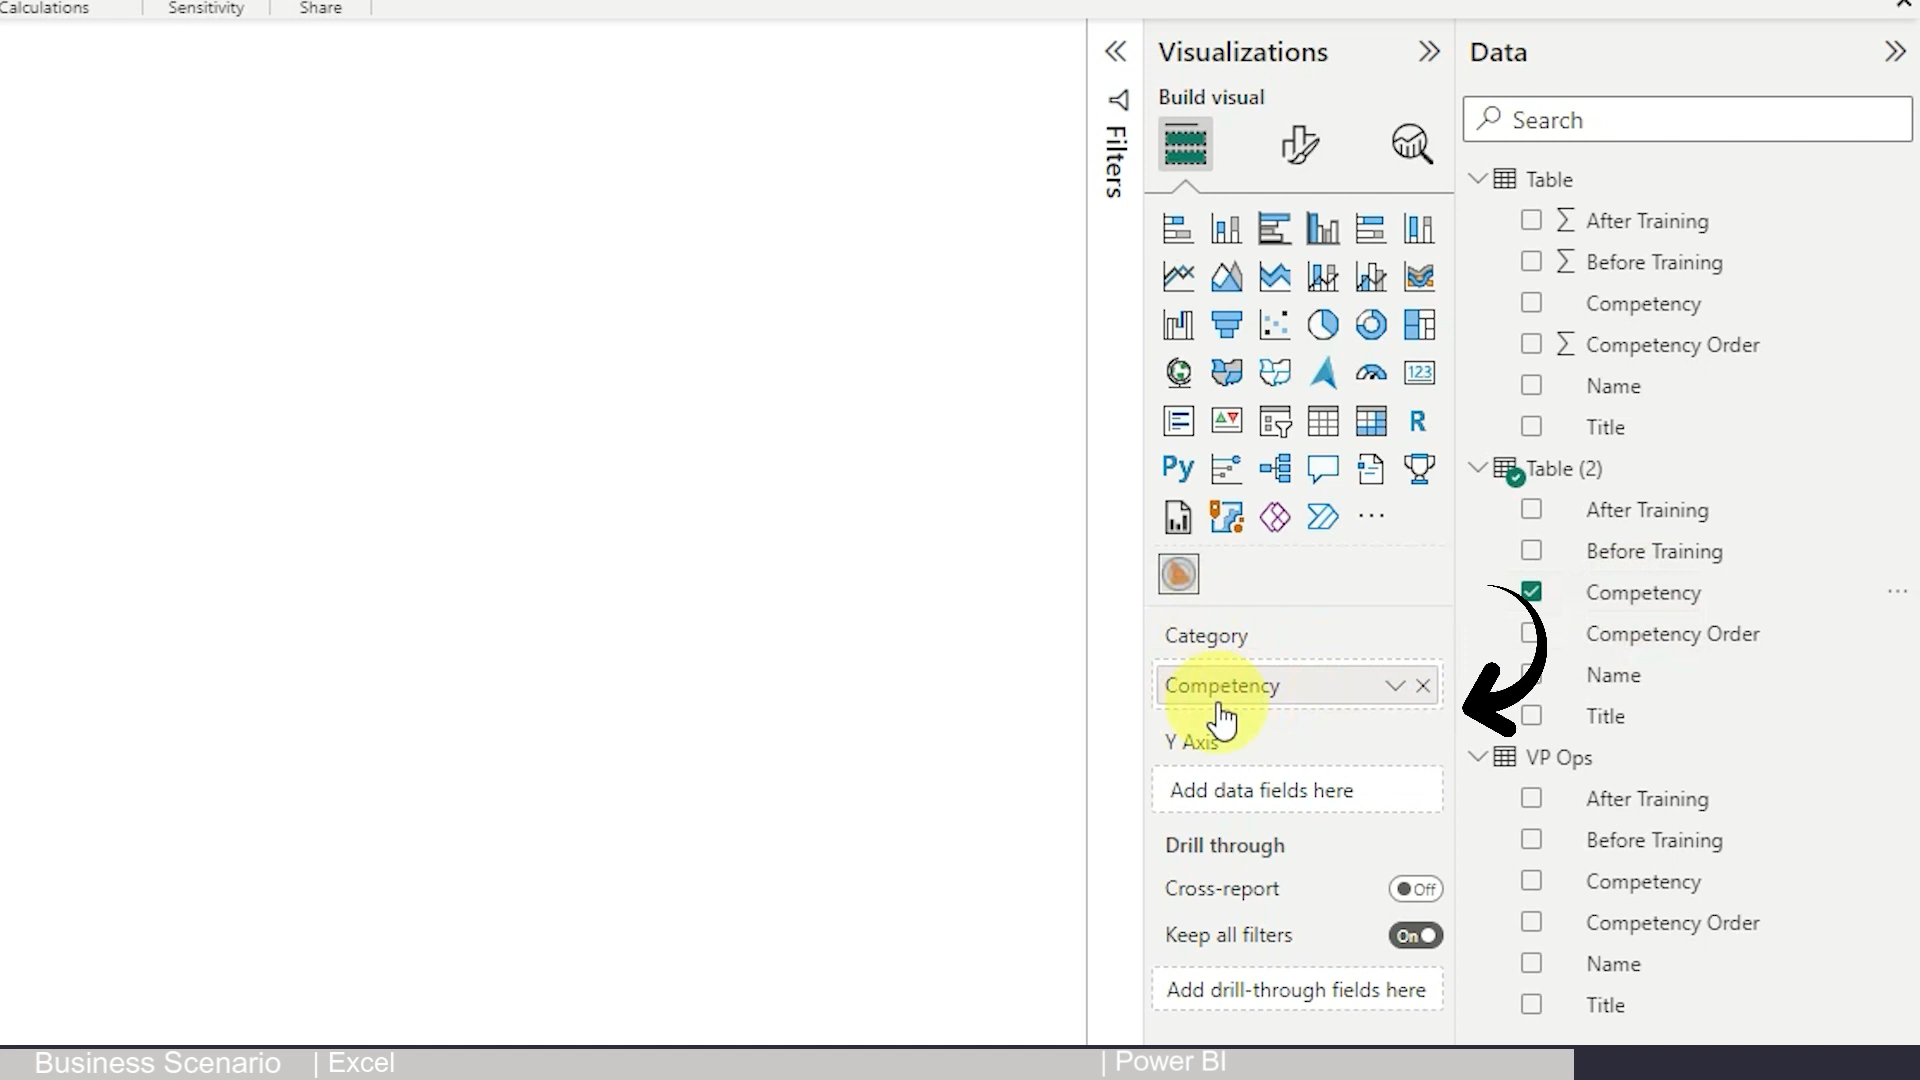 Calculations
Sensitivity
Share
Filters
Visualizations
Build visual
123
R
Py
Category
Competency
Y Axis
Add data fields here
Drill through
Cross-report
Off
Keep all filters
On
Add drill-through fields here
Data
Search
Table
After Training
Before Training
Competency
Competency Order
Name
Title
Table (2)
After Training
Before Training
Competency
Competency Order
Name
Title
VP Ops
After Training
Before Training
Competency
Competency Order
Name
Title
Business Scenario | Excel | Power BI